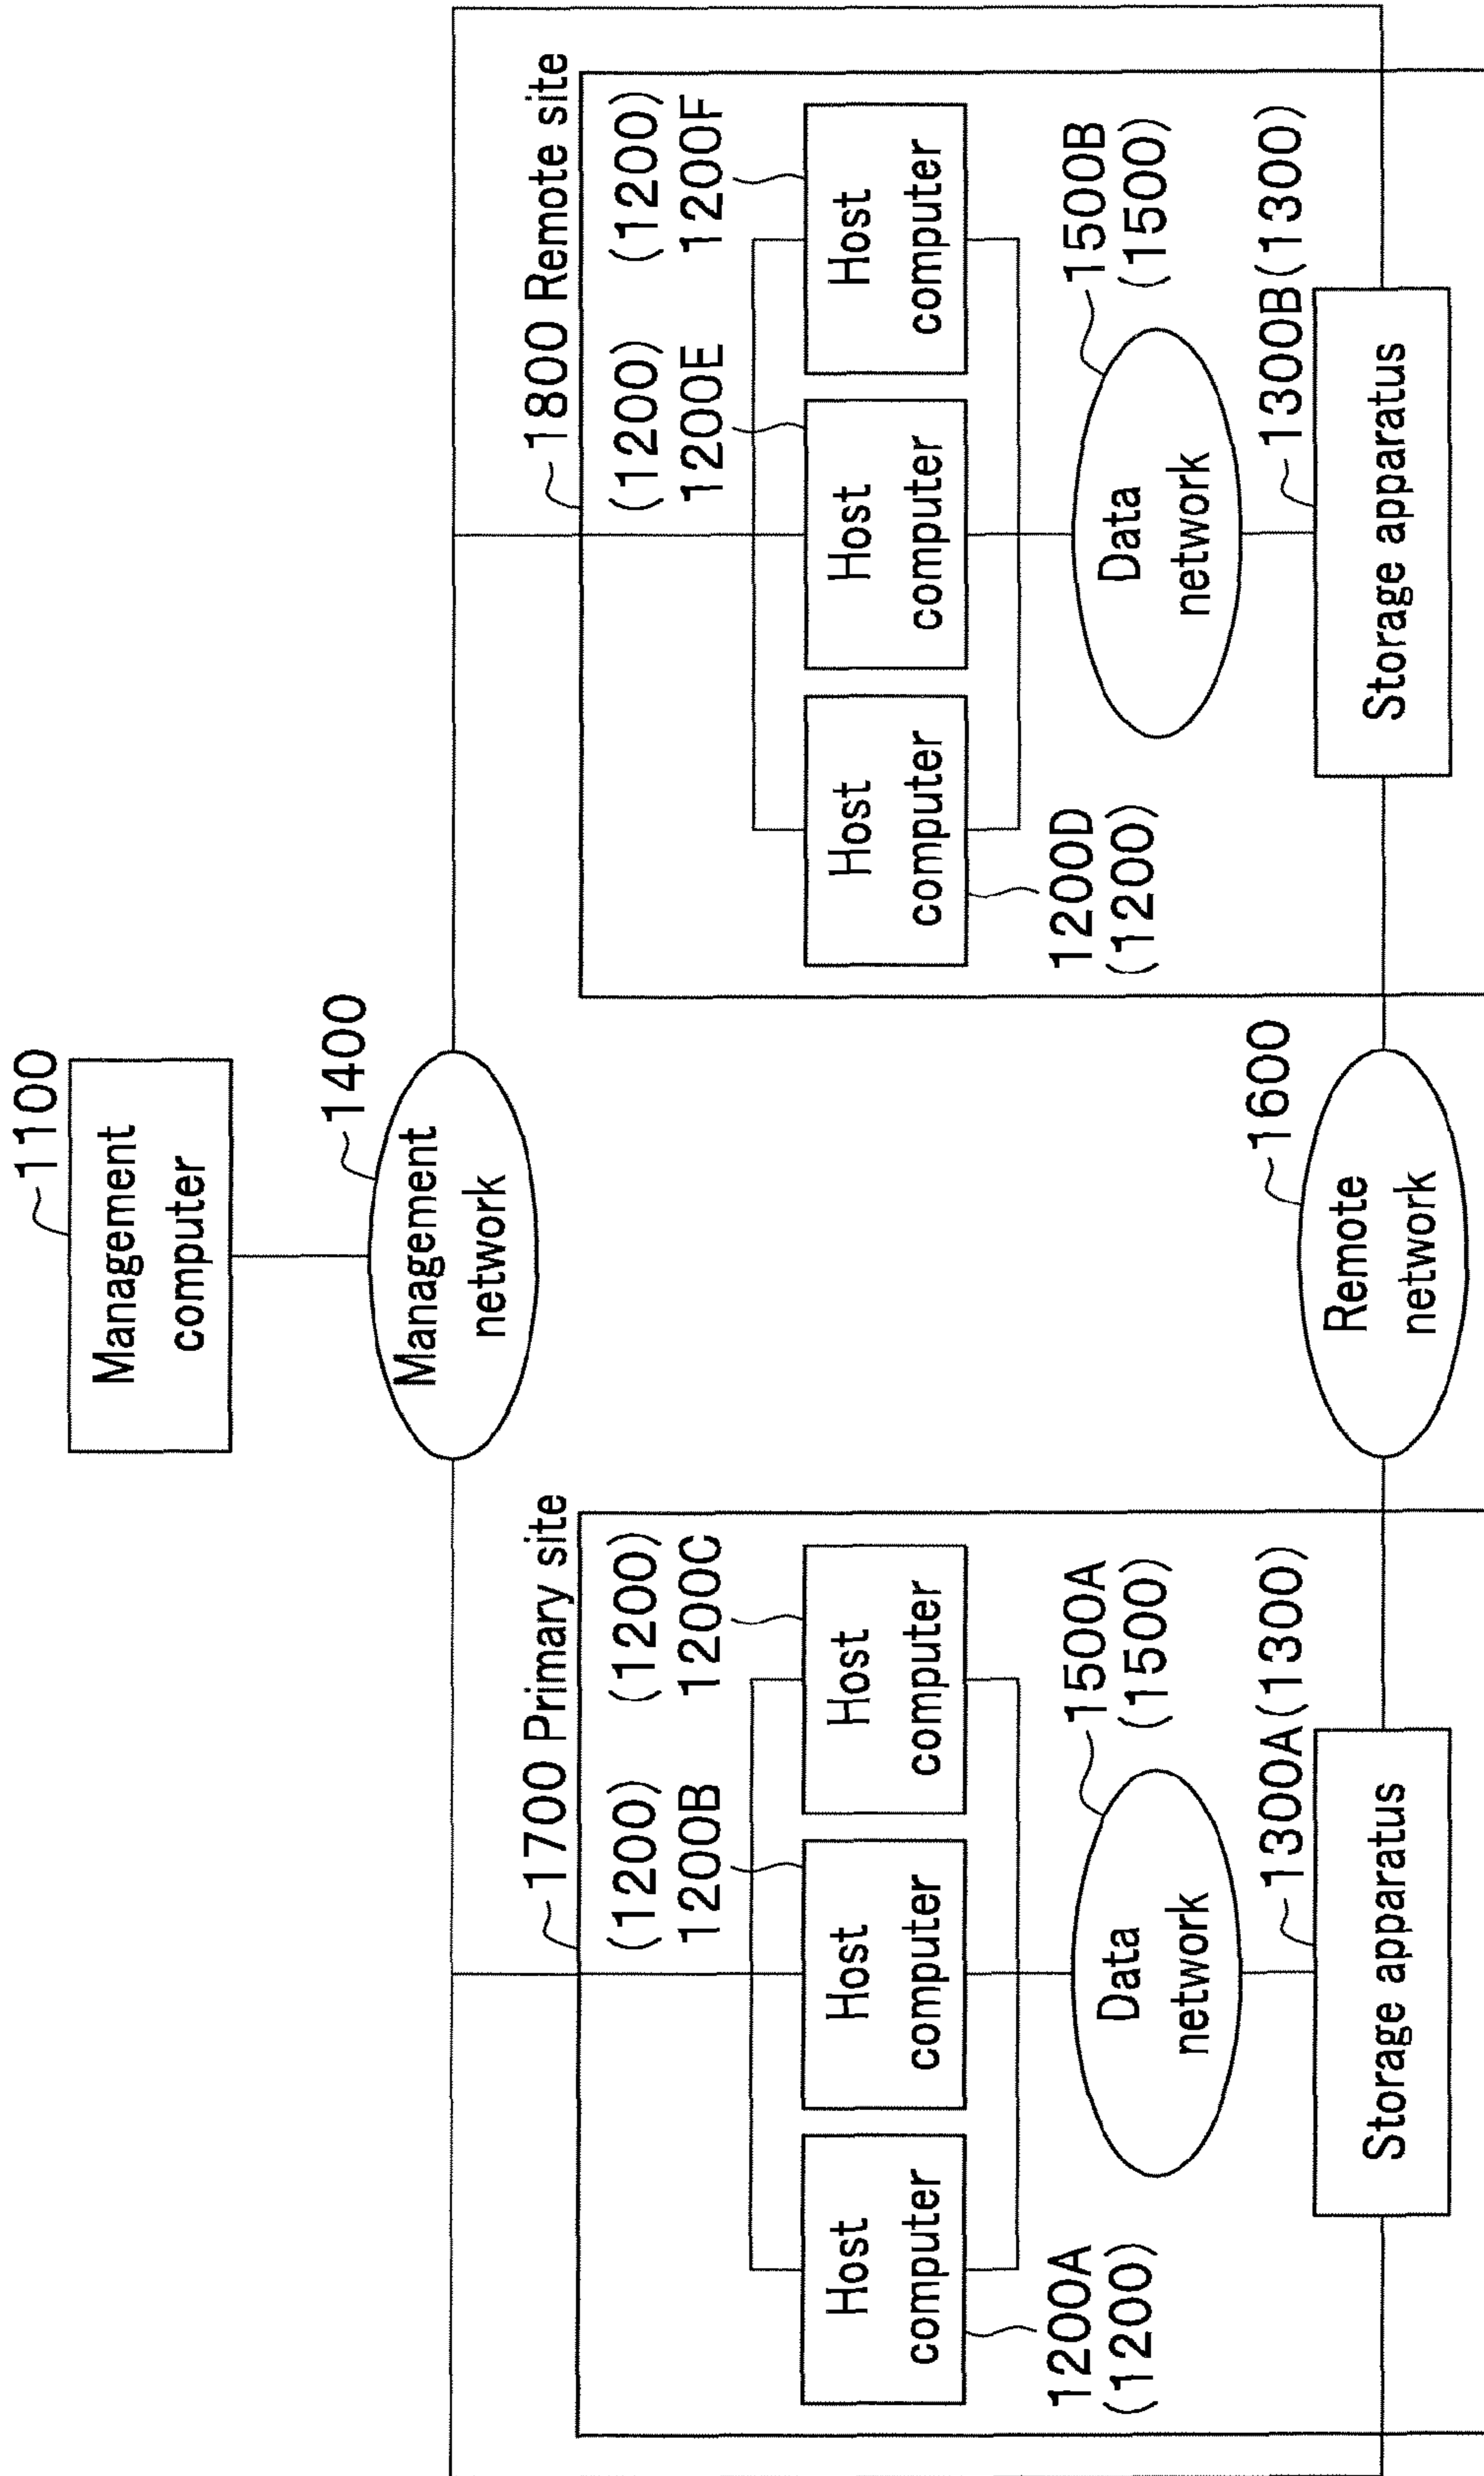 1100
Management
computer
1400
Management
network
1700 Primary site
(1200)
1200B
(1200)
1200C
Host
computer
Host
computer
Host
computer
1200A
(1200)
Data
network
1500A
(1500)
1300A(1300)
Storage apparatus
1600
Remote
network
1800 Remote site
(1200)
1200E
(1200)
1200F
Host
computer
Host
computer
Host
computer
1200D
(1200)
Data
network
1500B
(1500)
1300B(1300)
Storage apparatus